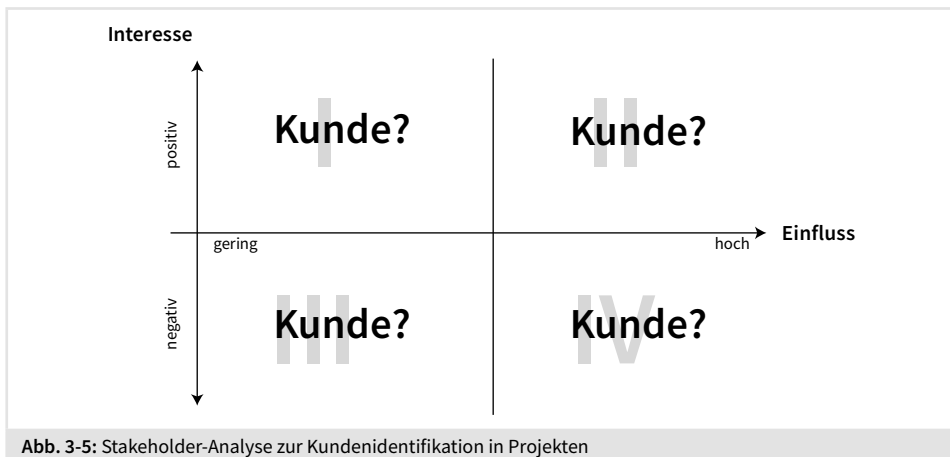 Interesse
positiv
I
Kunde?
II
Kunde?
gering
hoch
Einfluss
negativ
III
Kunde?
IV
Kunde?
Abb. 3-5: Stakeholder-Analyse zur Kundenidentifikation in Projekten